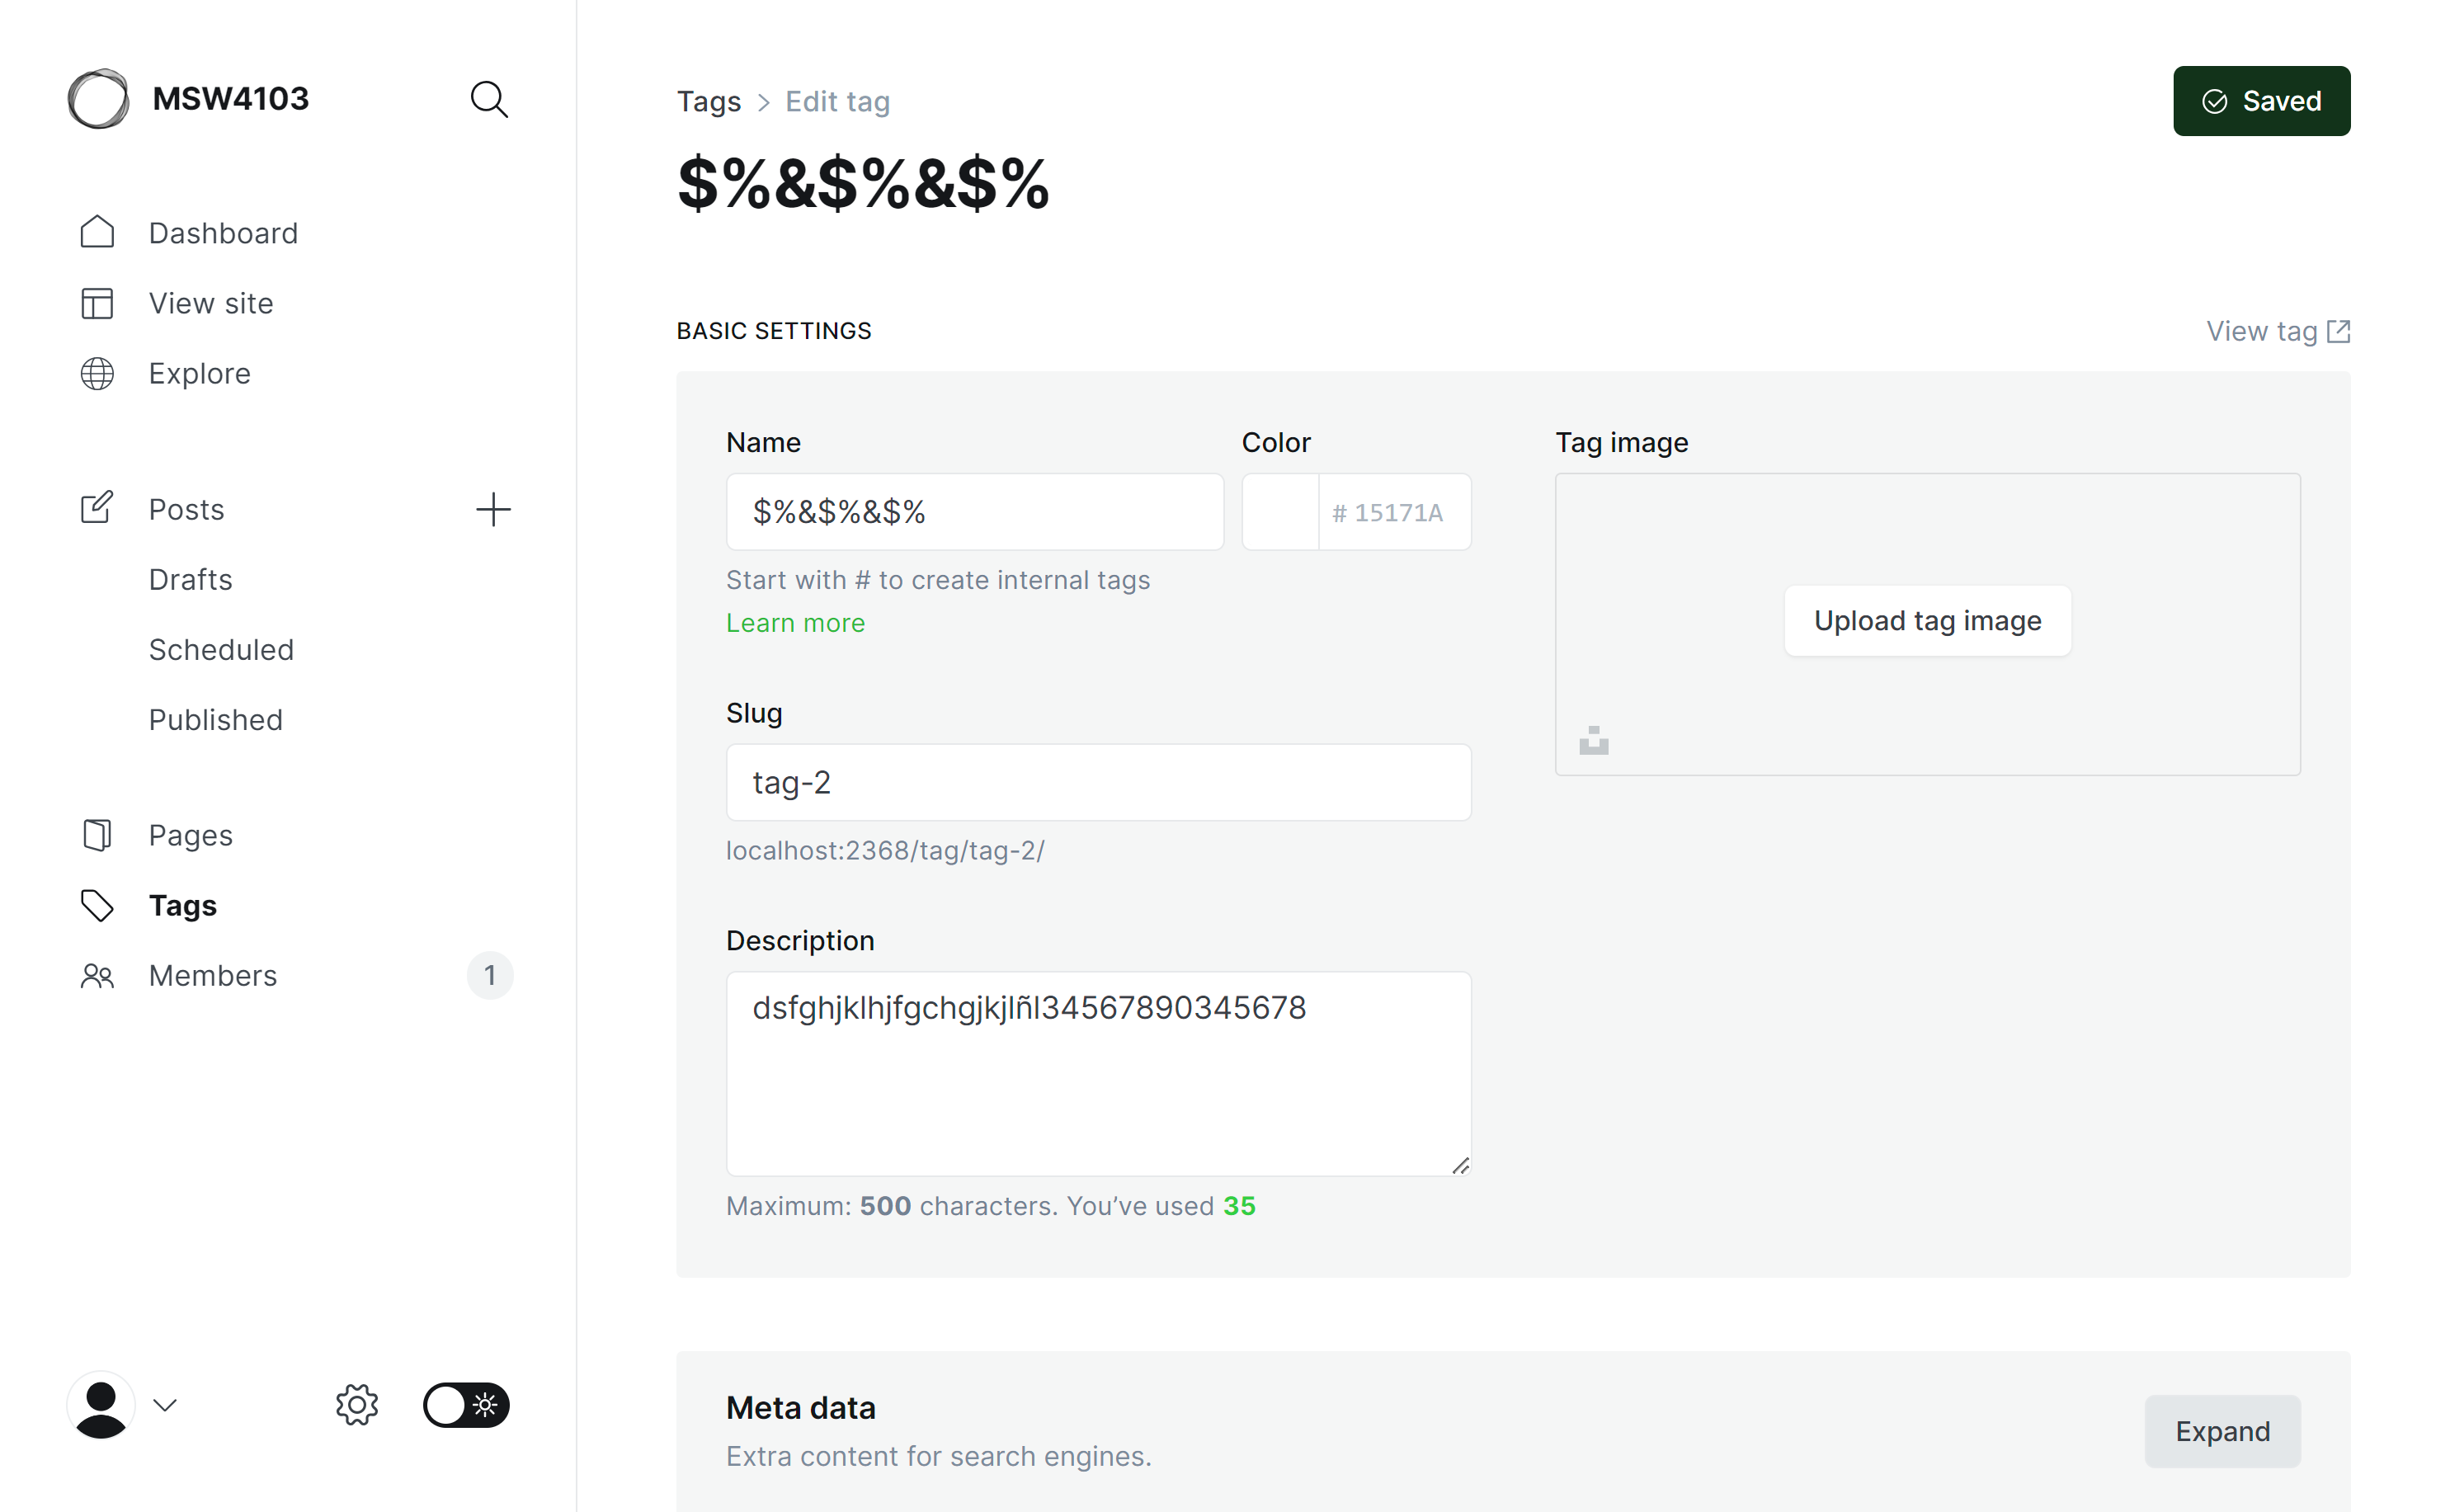 MSW4103
Dashboard
View site
Explore
Posts
Drafts
Scheduled
Published
Pages
Tags
Members 1
Tags > Edit tag
Saved
$%&$%&$%
BASIC SETTINGS
View tag
Name
$%&$%&$%
Color
# 15171A
Start with # to create internal tags
Learn more
Slug
tag-2
localhost:2368/tag/tag-2/
Description
dsfghjklhjfgchgjkjlñl34567890345678
Maximum: 500 characters. You’ve used 35
Tag image
Upload tag image
Meta data
Extra content for search engines.
Expand